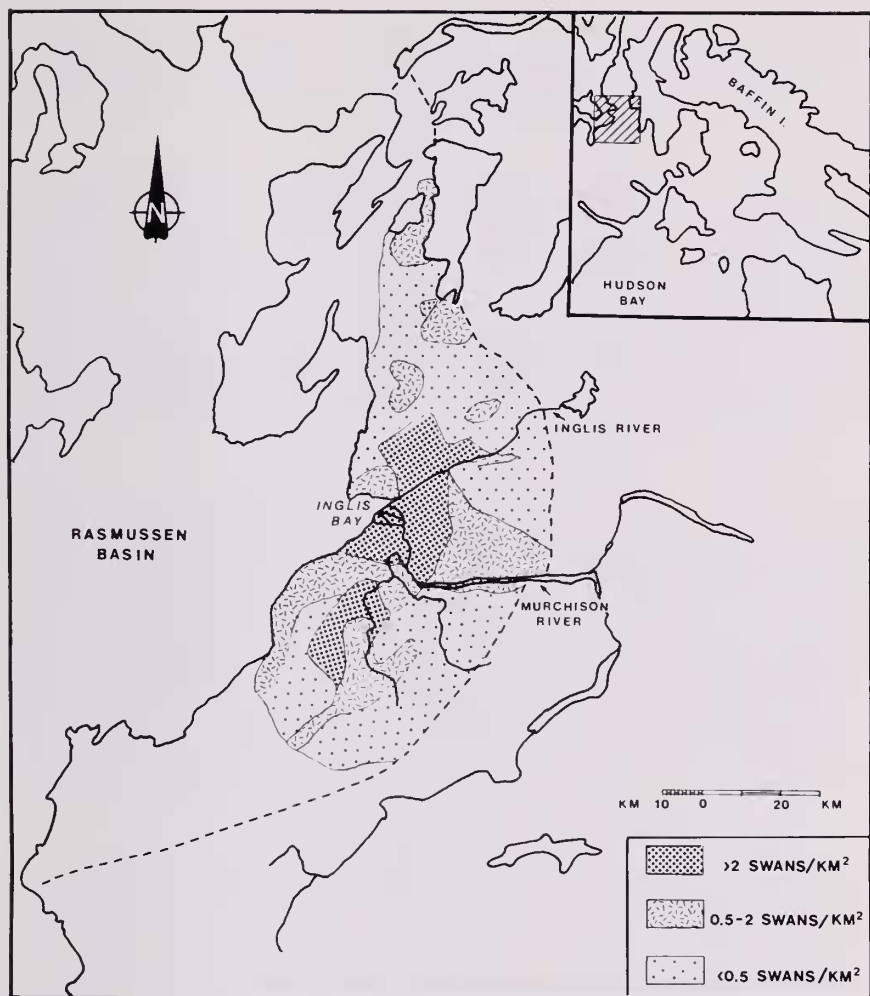 BAFFIN I.
HUDSON
BAY
N
INGLIS RIVER
INGLIS
BAY
RASMUSSEN
BASIN
MURCHISON
RIVER
KM 10 0 20 KM
>2 SWANS/KM²
0.5-2 SWANS/KM²
<0.5 SWANS/KM²